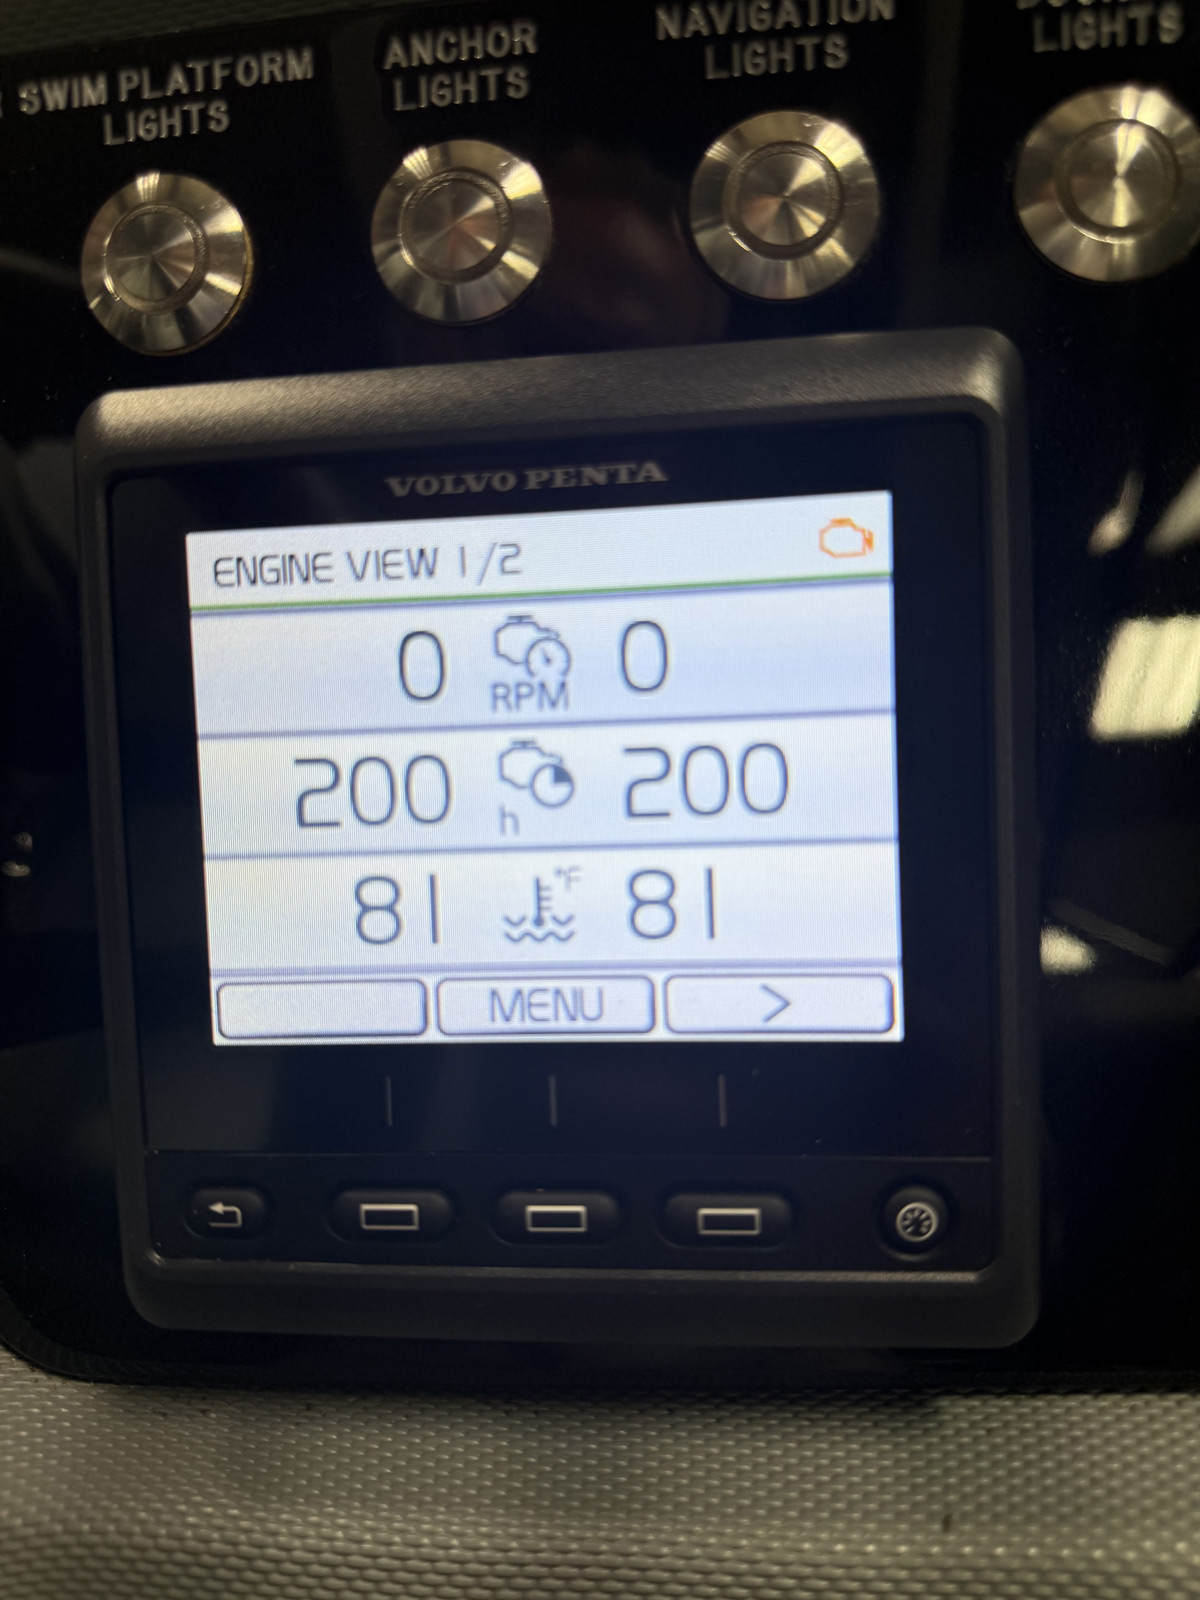 SWIM PLATFORM
LIGHTS
ANCHOR
LIGHTS
NAVIGATION
LIGHTS
LIGHTS
VOLVO PENTA
ENGINE VIEW 1/2
0 RPM 0
200 h 200
81 °F 81
MENU >